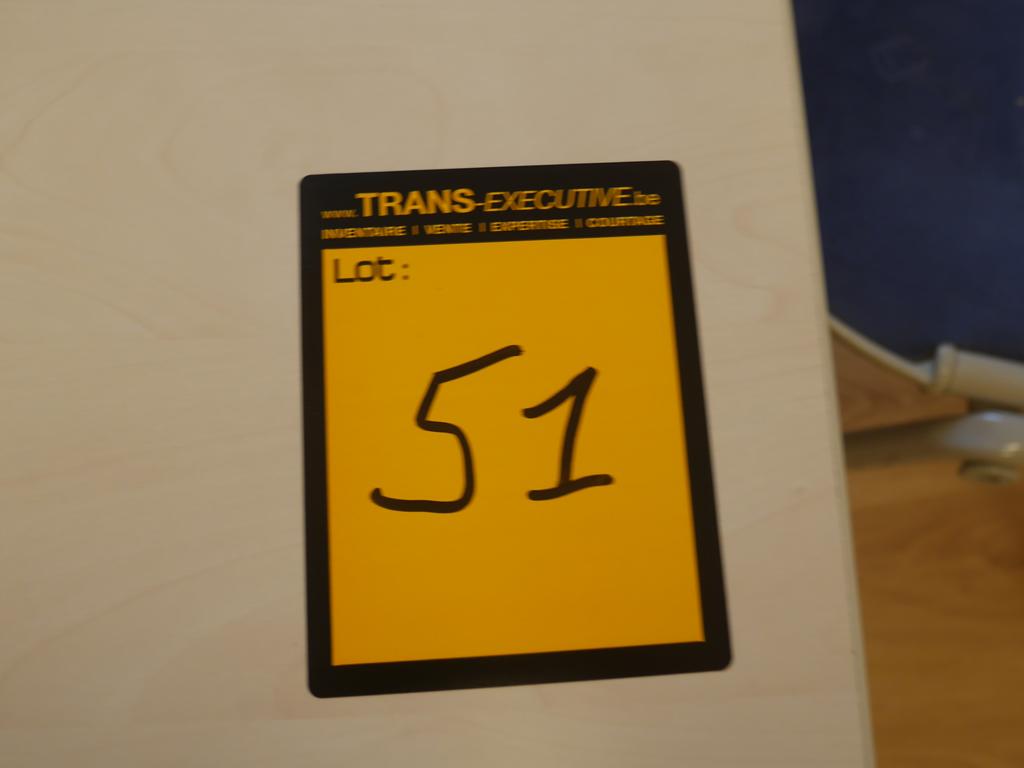 www.TRANS-EXECUTIVE.be
INVENTAIRE I VENTE I EXPERTISE I COURTAGE
Lot:
51